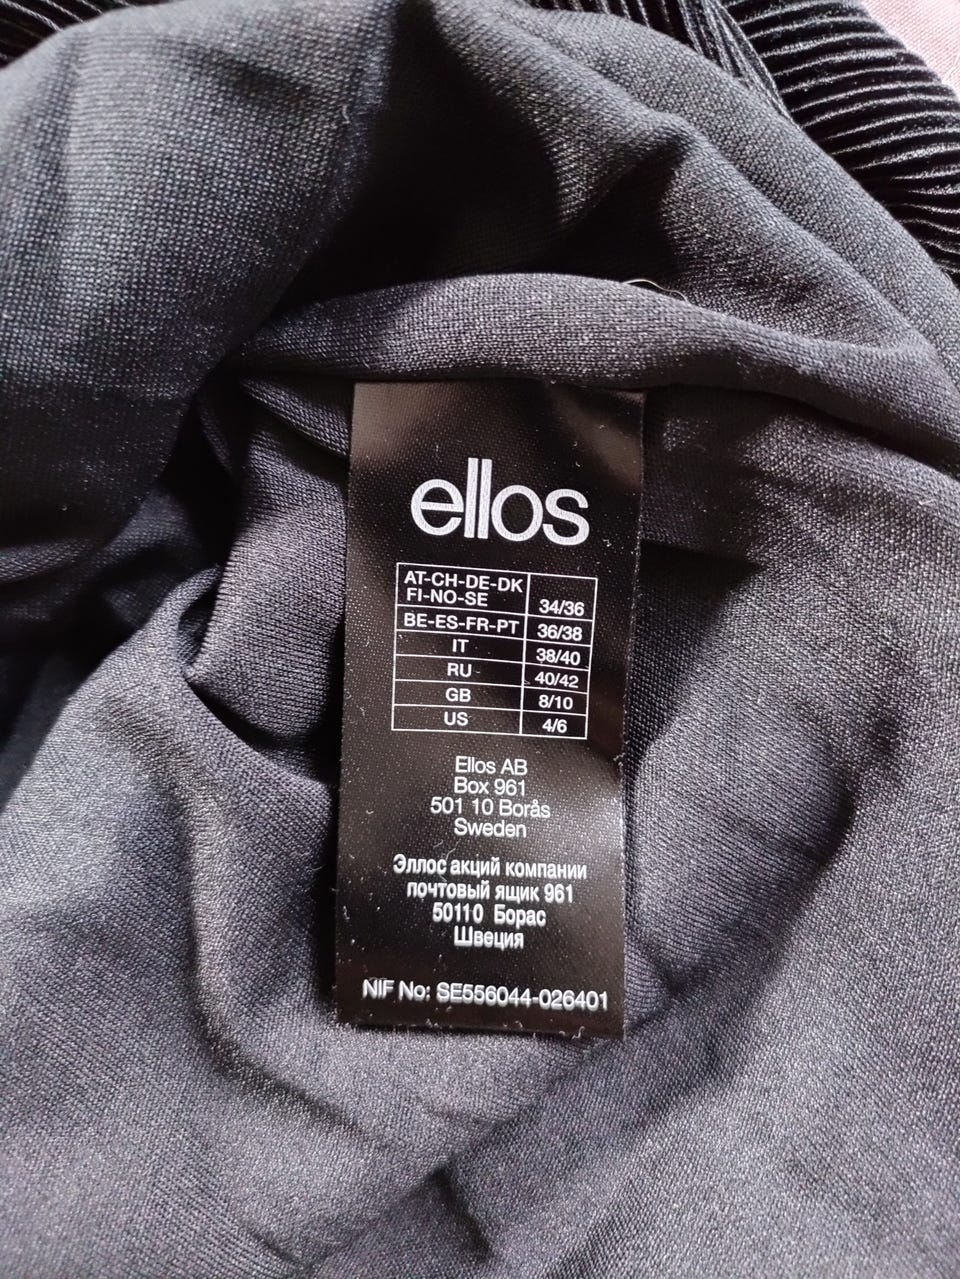 ellos
AT-CH-DE-DK
FI-NO-SE 34/36
BE-ES-FR-PT 36/38
IT 38/40
RU 40/42
GB 8/10
US 4/6
Ellos AB
Box 961
501 10 Borås
Sweden
Эллос акций компании
почтовый ящик 961
50110 Борас
Швеция
NIF No: SE556044-026401